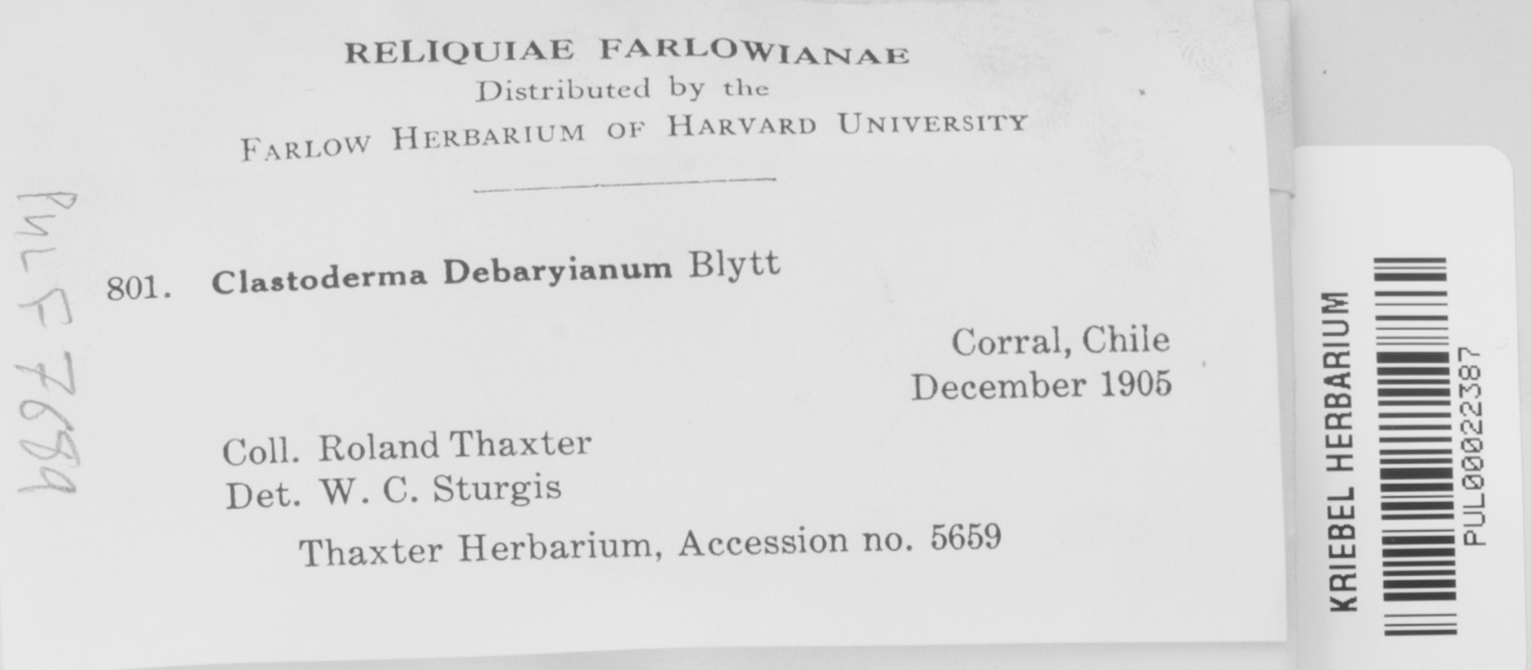 RELIQUIAE FARLOWIANAE
Distributed by the
FARLOW HERBARIUM OF HARVARD UNIVERSITY
801. Clastoderma Debaryianum Blytt
Corral, Chile
December 1905
Coll. Roland Thaxter
Det. W. C. Sturgis
Thaxter Herbarium, Accession no. 5659
PUL F 7689
KRIEBEL HERBARIUM
PUL00022387